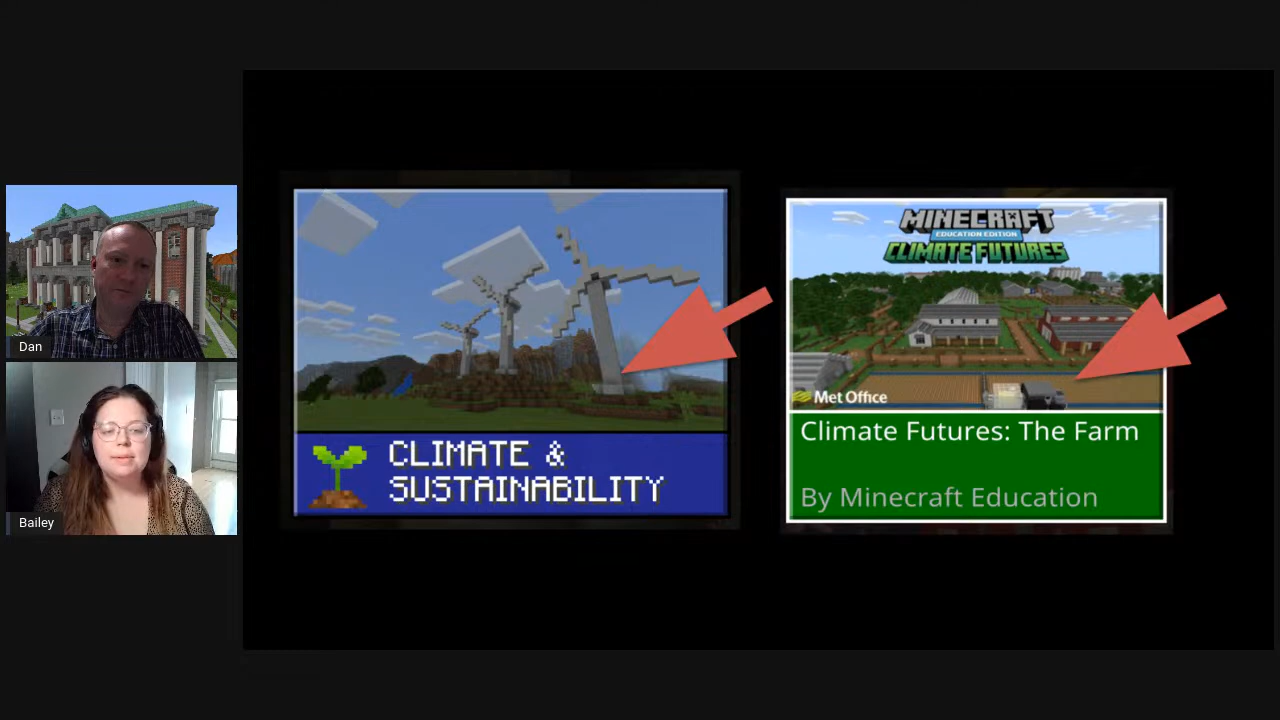 Dan
Bailey
CLIMATE &
SUSTAINABILITY
MINECRAFT
EDUCATION EDITION
CLIMATE FUTURES
Met Office
Climate Futures: The Farm
By Minecraft Education